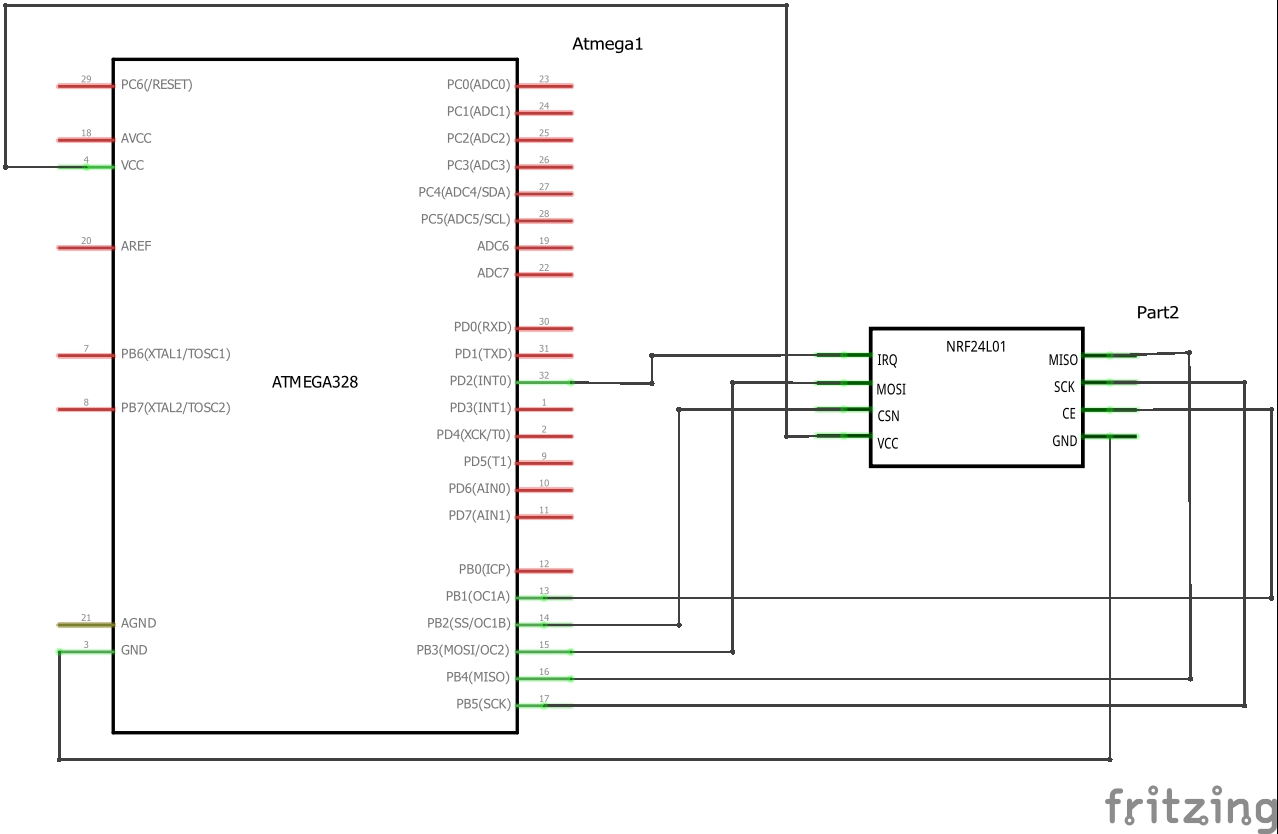 Atmega1
29 PC6(/RESET)
18 AVCC
4 VCC
20 AREF
7 PB6(XTAL1/TOSC1)
8 PB7(XTAL2/TOSC2)
21 AGND
3 GND
ATMEGA328
PC0(ADC0) 23
PC1(ADC1) 24
PC2(ADC2) 25
PC3(ADC3) 26
PC4(ADC4/SDA) 27
PC5(ADC5/SCL) 28
ADC6 19
ADC7 22
PD0(RXD) 30
PD1(TXD) 31
PD2(INT0) 32
PD3(INT1) 1
PD4(XCK/T0) 2
PD5(T1) 9
PD6(AIN0) 10
PD7(AIN1) 11
PB0(ICP) 12
PB1(OC1A) 13
PB2(SS/OC1B) 14
PB3(MOSI/OC2) 15
PB4(MISO) 16
PB5(SCK) 17
Part2
NRF24L01
IRQ
MOSI
CSN
VCC
MISO
SCK
CE
GND
fritzing